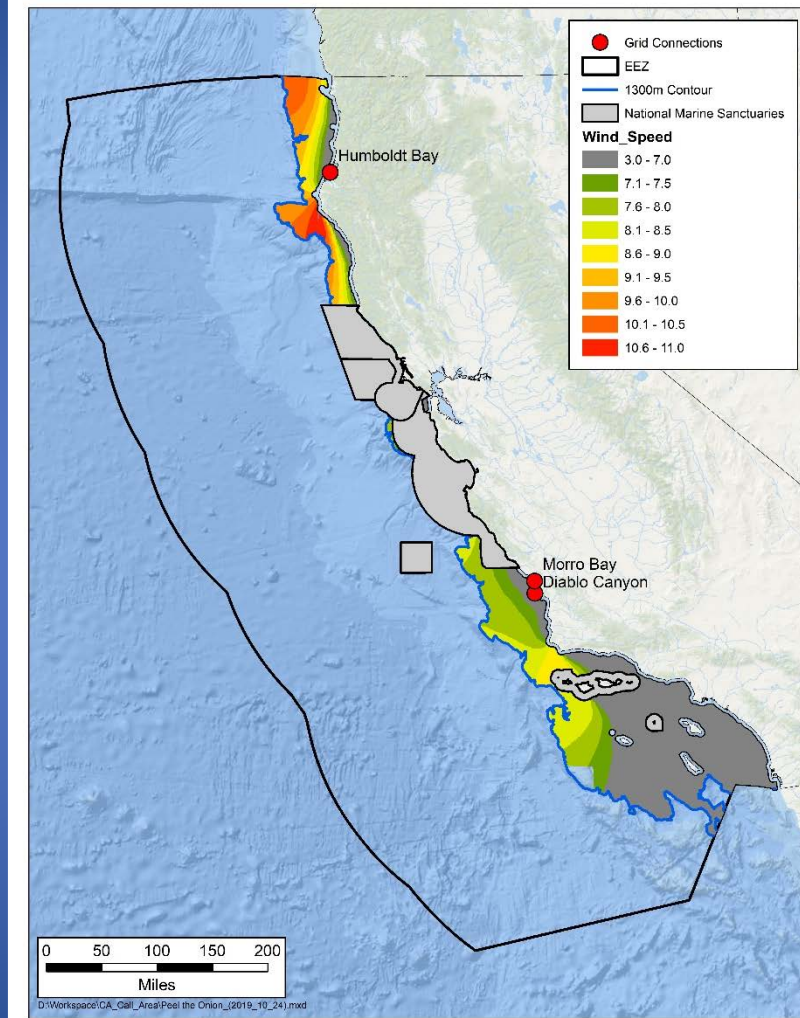 Grid Connections
EEZ
1300m Contour
National Marine Sanctuaries
Wind_Speed
3.0 - 7.0
7.1 - 7.5
7.6 - 8.0
8.1 - 8.5
8.6 - 9.0
9.1 - 9.5
9.6 - 10.0
10.1 - 10.5
10.6 - 11.0
Humboldt Bay
Morro Bay
Diablo Canyon
0 50 100 150 200
Miles
D:\Workspace\CA_Call_Area\Peel the Onion_(2019_10_24).mxd